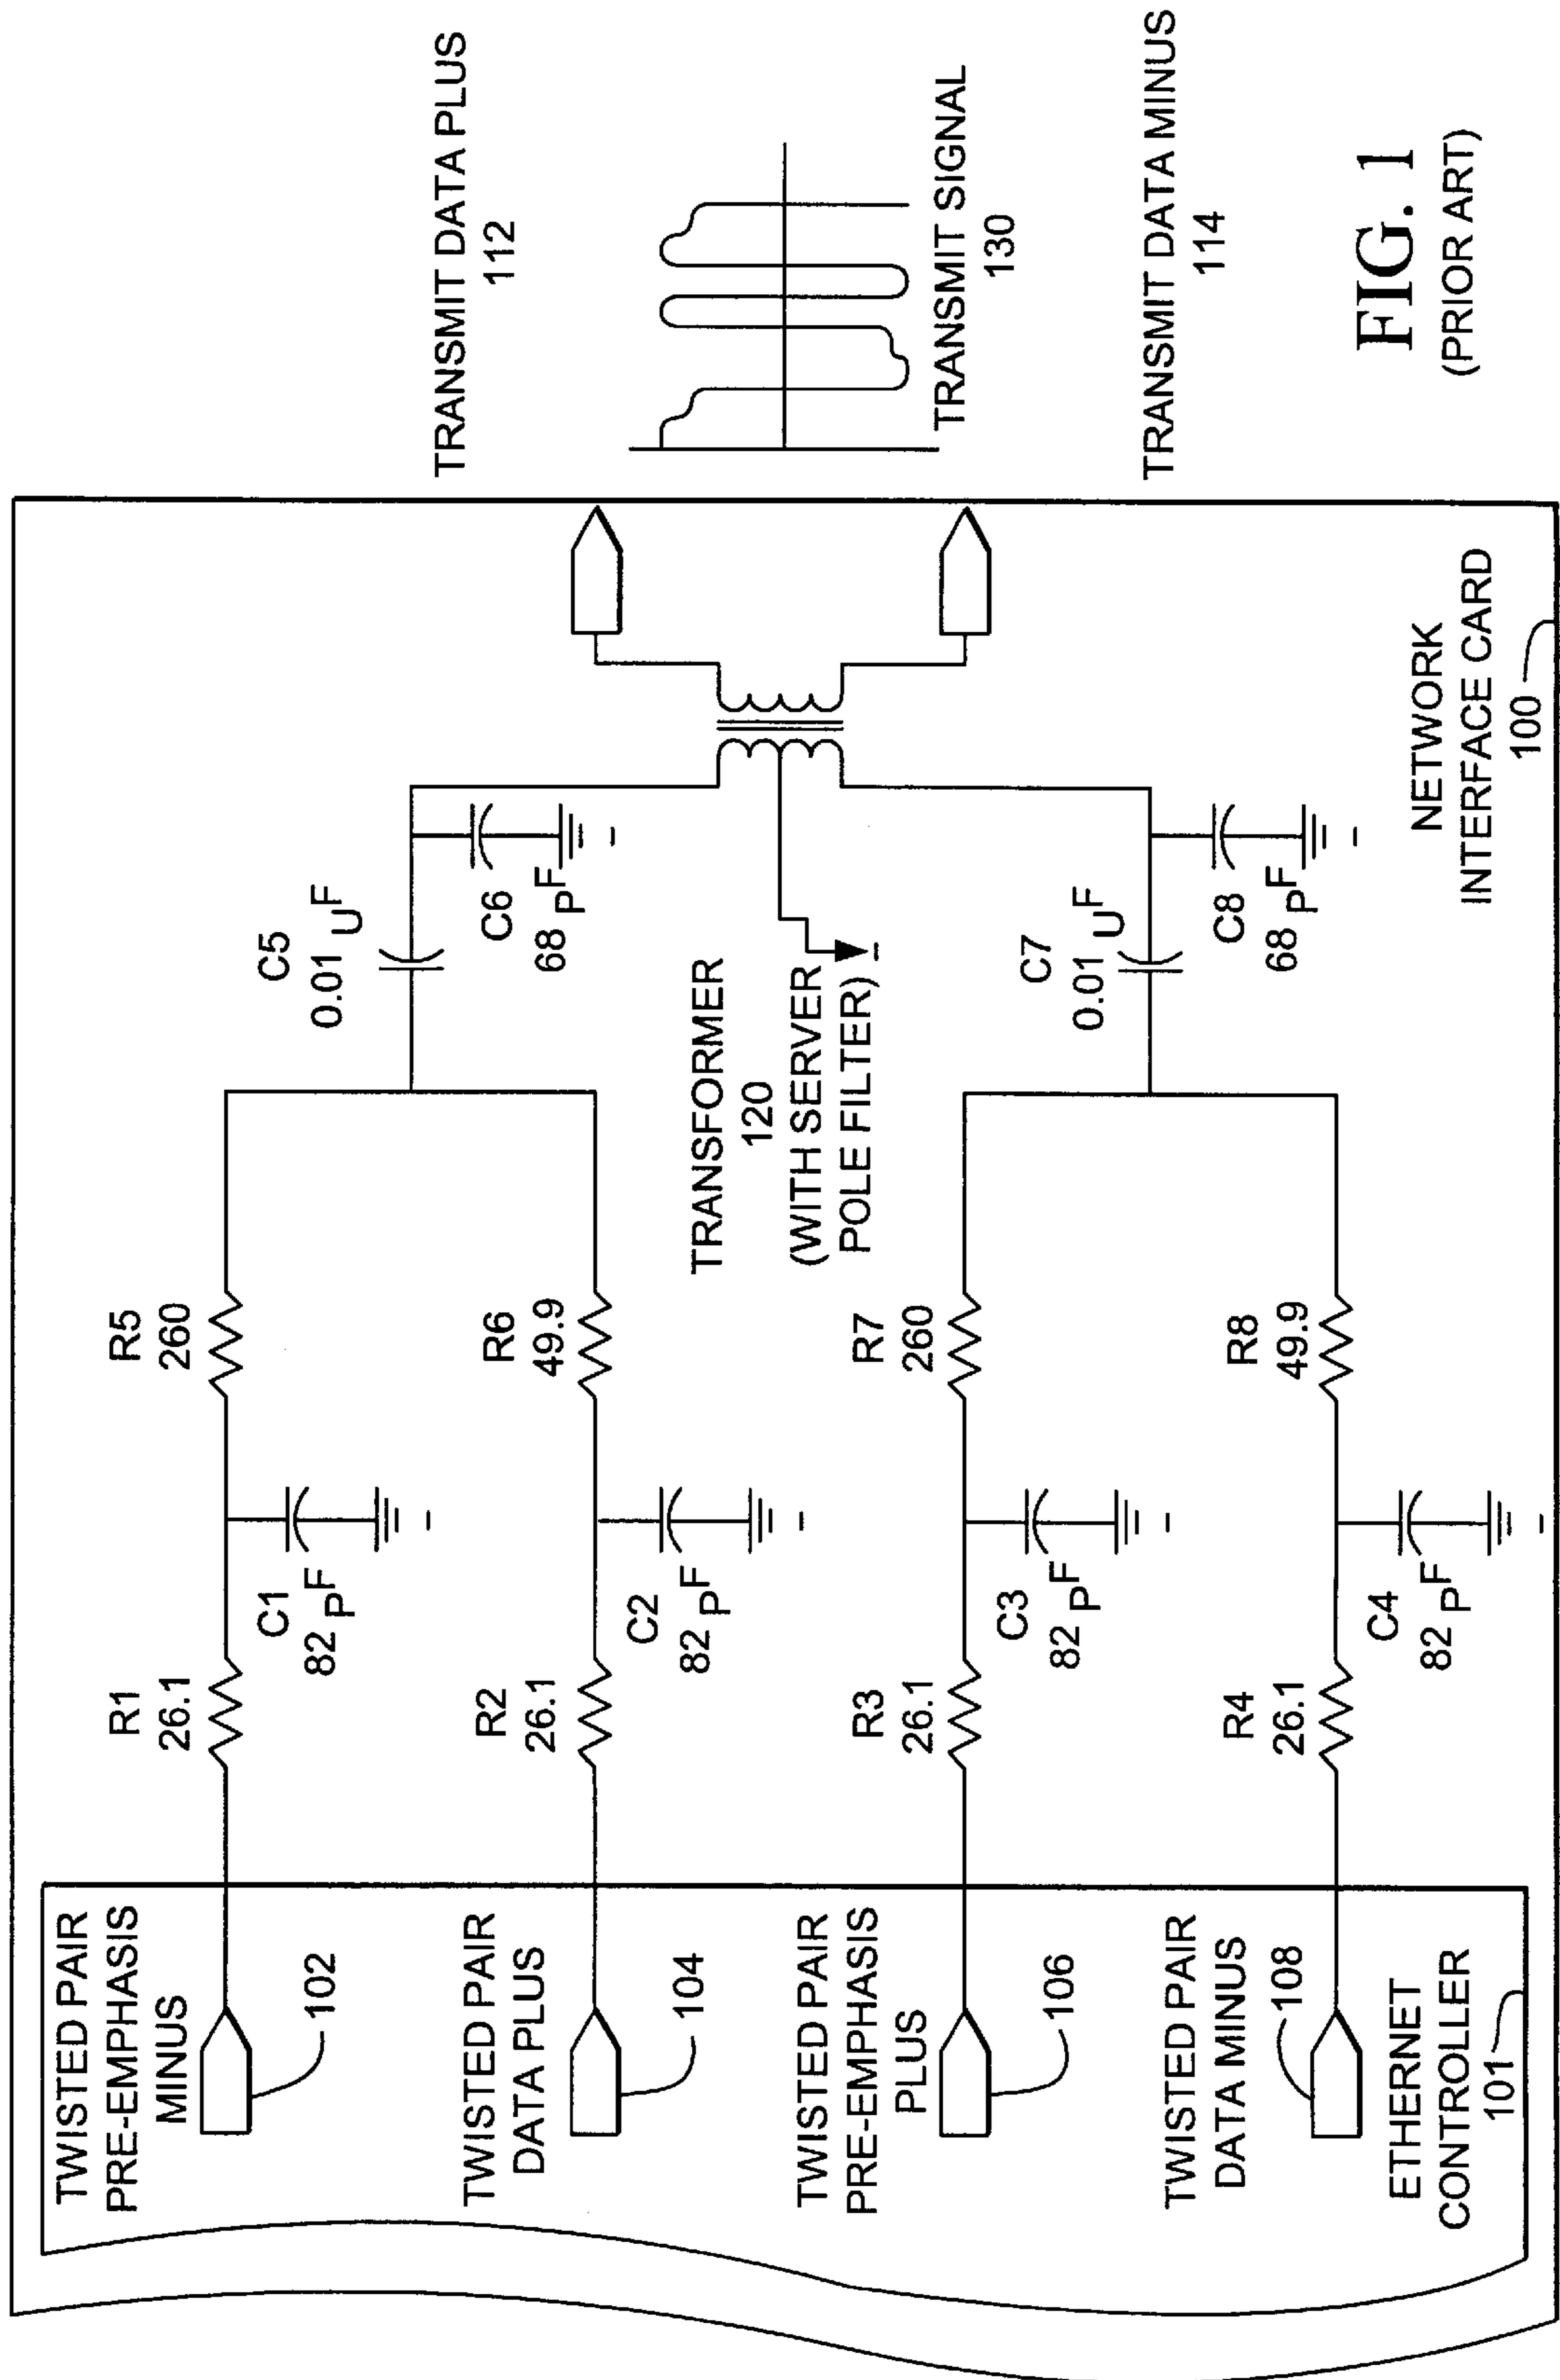 TWISTED PAIR
PRE-EMPHASIS
MINUS
102
R1
26.1
C1
82 PF
R5
260
TWISTED PAIR
DATA PLUS
104
R2
26.1
C2
82 PF
R6
49.9
C5
0.01 UF
C6
68 PF
TRANSMIT DATA PLUS
112
TRANSFORMER
120
(WITH SERVER
POLE FILTER)
TRANSMIT SIGNAL
130
TWISTED PAIR
PRE-EMPHASIS
PLUS
106
R3
26.1
C3
82 PF
R7
260
TWISTED PAIR
DATA MINUS
108
R4
26.1
C4
82 PF
R8
49.9
C7
0.01 UF
C8
68 PF
TRANSMIT DATA MINUS
114
ETHERNET
CONTROLLER
101
NETWORK
INTERFACE CARD
100
FIG. 1
(PRIOR ART)